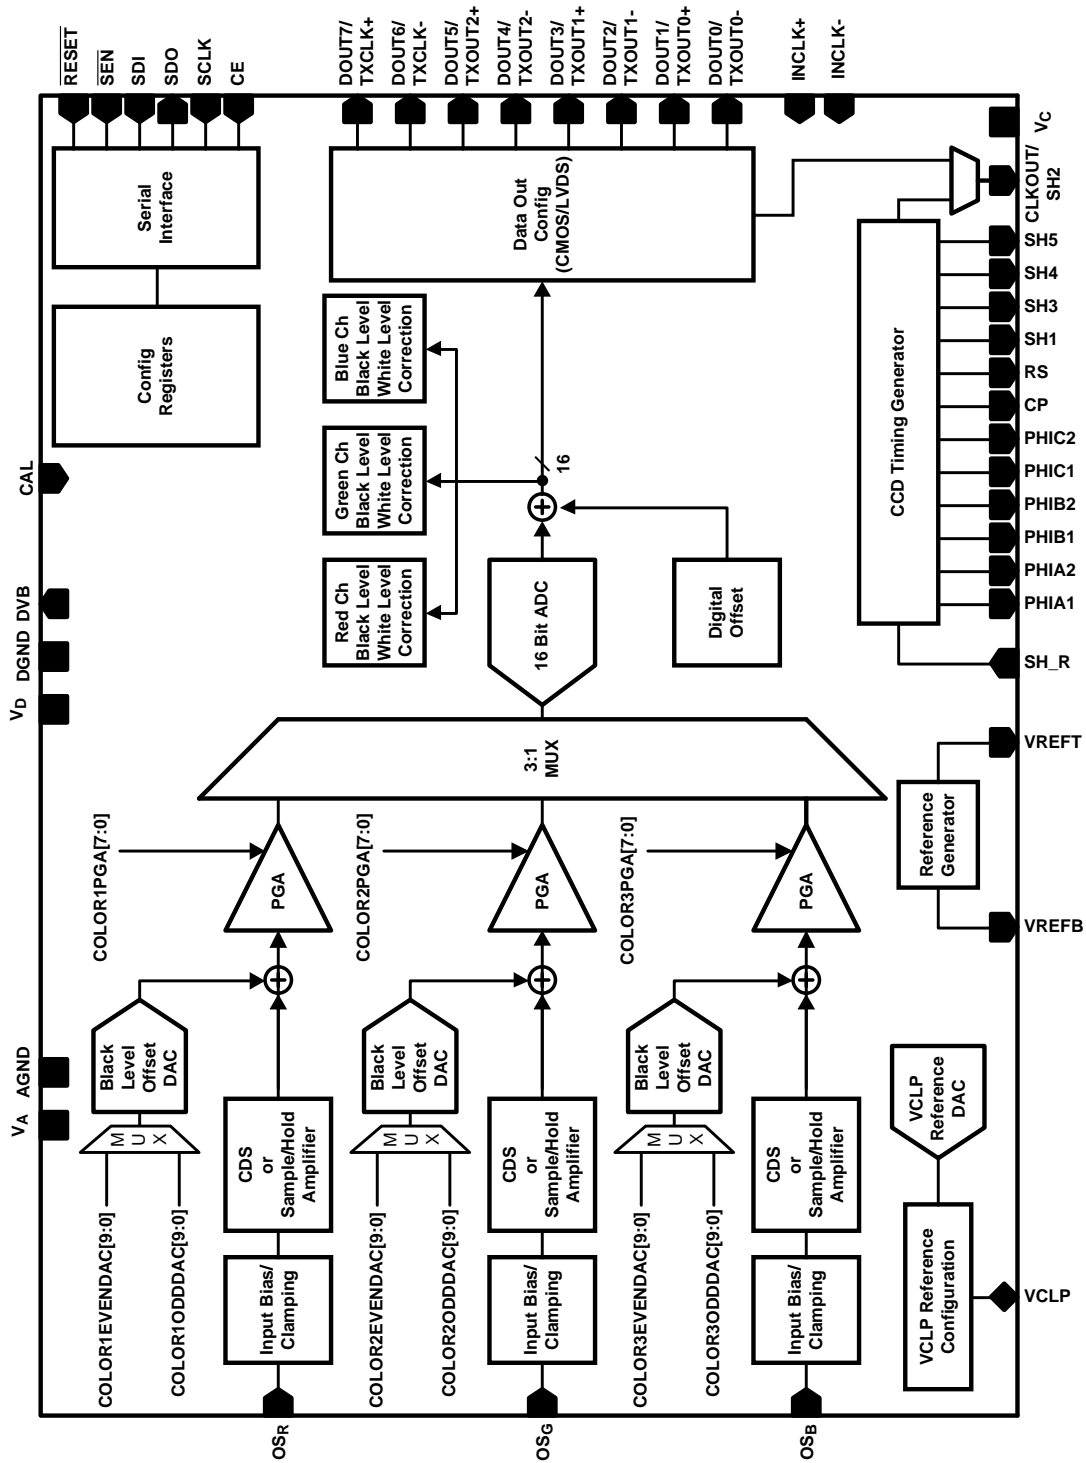 RESET
SEN
SDI
SDO
SCLK
CE
DOUT7/
TXCLK+
DOUT6/
TXCLK-
DOUT5/
TXOUT2+
DOUT4/
TXOUT2-
DOUT3/
TXOUT1+
DOUT2/
TXOUT1-
DOUT1/
TXOUT0+
DOUT0/
TXOUT0-
INCLK+
INCLK-
VC
CLKOUT/
SH2
SH5
SH4
SH3
SH1
RS
CP
PHIC2
PHIC1
PHIB2
PHIB1
PHIA2
PHIA1
SH_R
VREFT
VREFB
VCLP
CAL
DVB
DGND
VD
AGND
VA
Serial
Interface
Config
Registers
Data Out
Config
(CMOS/LVDS)
Blue Ch
Black Level
White Level
Correction
Green Ch
Black Level
White Level
Correction
Red Ch
Black Level
White Level
Correction
16
+
16 Bit ADC
Digital
Offset
CCD Timing Generator
3:1
MUX
Reference
Generator
COLOR1PGA[7:0]
PGA
COLOR2PGA[7:0]
PGA
COLOR3PGA[7:0]
PGA
+
+
+
Black
Level
Offset
DAC
Black
Level
Offset
DAC
Black
Level
Offset
DAC
M
U
X
M
U
X
M
U
X
COLOR1EVENDAC[9:0]
COLOR1ODDDAC[9:0]
COLOR2EVENDAC[9:0]
COLOR2ODDDAC[9:0]
COLOR3EVENDAC[9:0]
COLOR3ODDDAC[9:0]
CDS
or
Sample/Hold
Amplifier
CDS
or
Sample/Hold
Amplifier
CDS
or
Sample/Hold
Amplifier
Input Bias/
Clamping
Input Bias/
Clamping
Input Bias/
Clamping
VCLP
Reference
DAC
VCLP Reference
Configuration
OSR
OSG
OSB